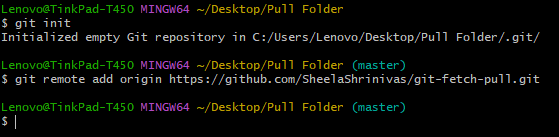 Lenovo@TinkPad-T450 MINGW64 ~/Desktop/Pull Folder
$ git init
Initialized empty Git repository in C:/Users/Lenovo/Desktop/Pull Folder/.git/
Lenovo@TinkPad-T450 MINGW64 ~/Desktop/Pull Folder (master)
$ git remote add origin https://github.com/SheelaShrinivas/git-fetch-pull.git
Lenovo@TinkPad-T450 MINGW64 ~/Desktop/Pull Folder (master)
$